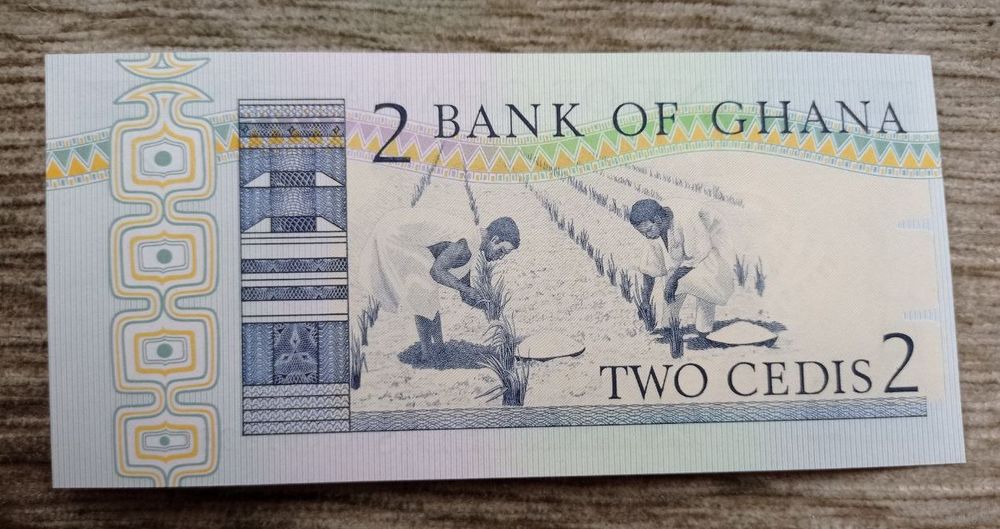 2 BANK OF GHANA
TWO CEDIS 2